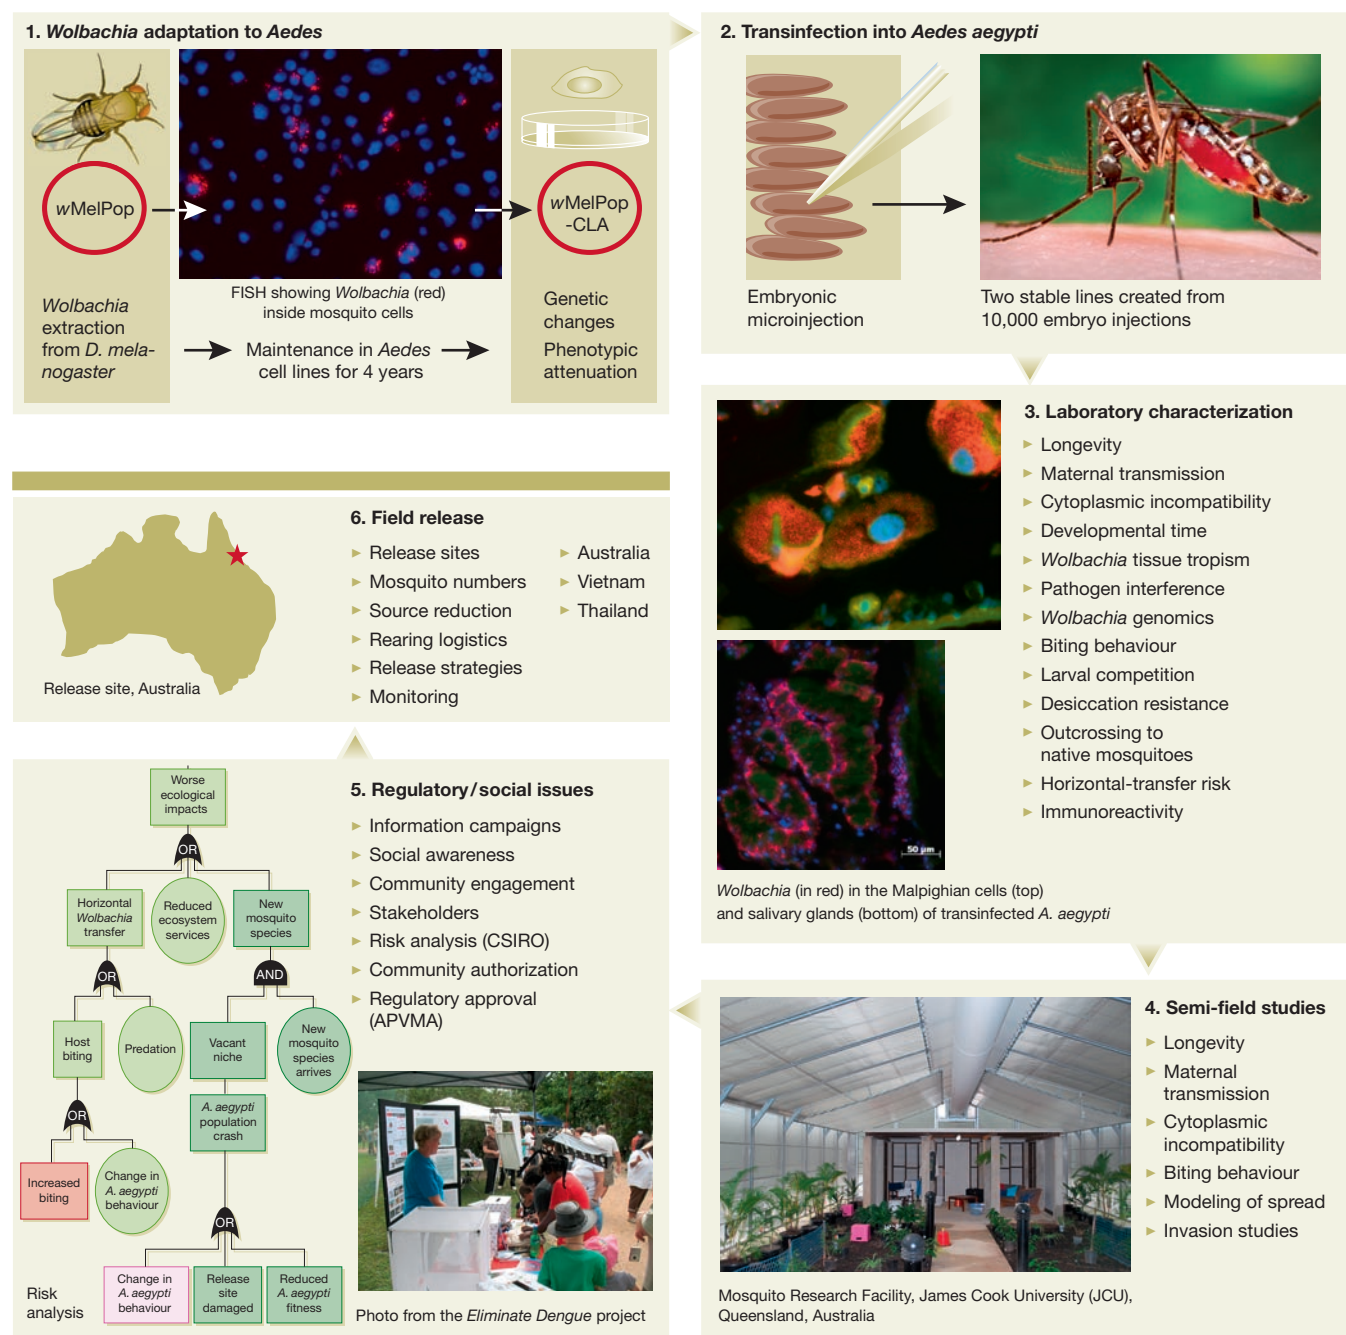 1. Wolbachia adaptation to Aedes
wMelPop
wMelPop
-CLA
FISH showing Wolbachia (red)
inside mosquito cells
Wolbachia
extraction
from D. mela-
nogaster
Maintenance in Aedes
cell lines for 4 years
Genetic
changes
Phenotypic
attenuation
2. Transinfection into Aedes aegypti
Embryonic
microinjection
Two stable lines created from
10,000 embryo injections
3. Laboratory characterization
Longevity
Maternal transmission
Cytoplasmic incompatibility
Developmental time
Wolbachia tissue tropism
Pathogen interference
Wolbachia genomics
Biting behaviour
Larval competition
Desiccation resistance
Outcrossing to
native mosquitoes
Horizontal-transfer risk
Immunoreactivity
50 µm
Wolbachia (in red) in the Malpighian cells (top)
and salivary glands (bottom) of transinfected A. aegypti
4. Semi-field studies
Longevity
Maternal
transmission
Cytoplasmic
incompatibility
Biting behaviour
Modeling of spread
Invasion studies
Mosquito Research Facility, James Cook University (JCU),
Queensland, Australia
5. Regulatory/social issues
Information campaigns
Social awareness
Community engagement
Stakeholders
Risk analysis (CSIRO)
Community authorization
Regulatory approval
(APVMA)
Worse
ecological
impacts
OR
Horizontal
Wolbachia
transfer
Reduced
ecosystem
services
New
mosquito
species
OR
AND
Host
biting
Predation
Vacant
niche
New
mosquito
species
arrives
OR
A. aegypti
population
crash
Increased
biting
Change in
A. aegypti
behaviour
OR
Change in
A. aegypti
behaviour
Release
site
damaged
Reduced
A. aegypti
fitness
Risk
analysis
Photo from the Eliminate Dengue project
6. Field release
Release sites
Mosquito numbers
Source reduction
Rearing logistics
Release strategies
Monitoring
Australia
Vietnam
Thailand
Release site, Australia